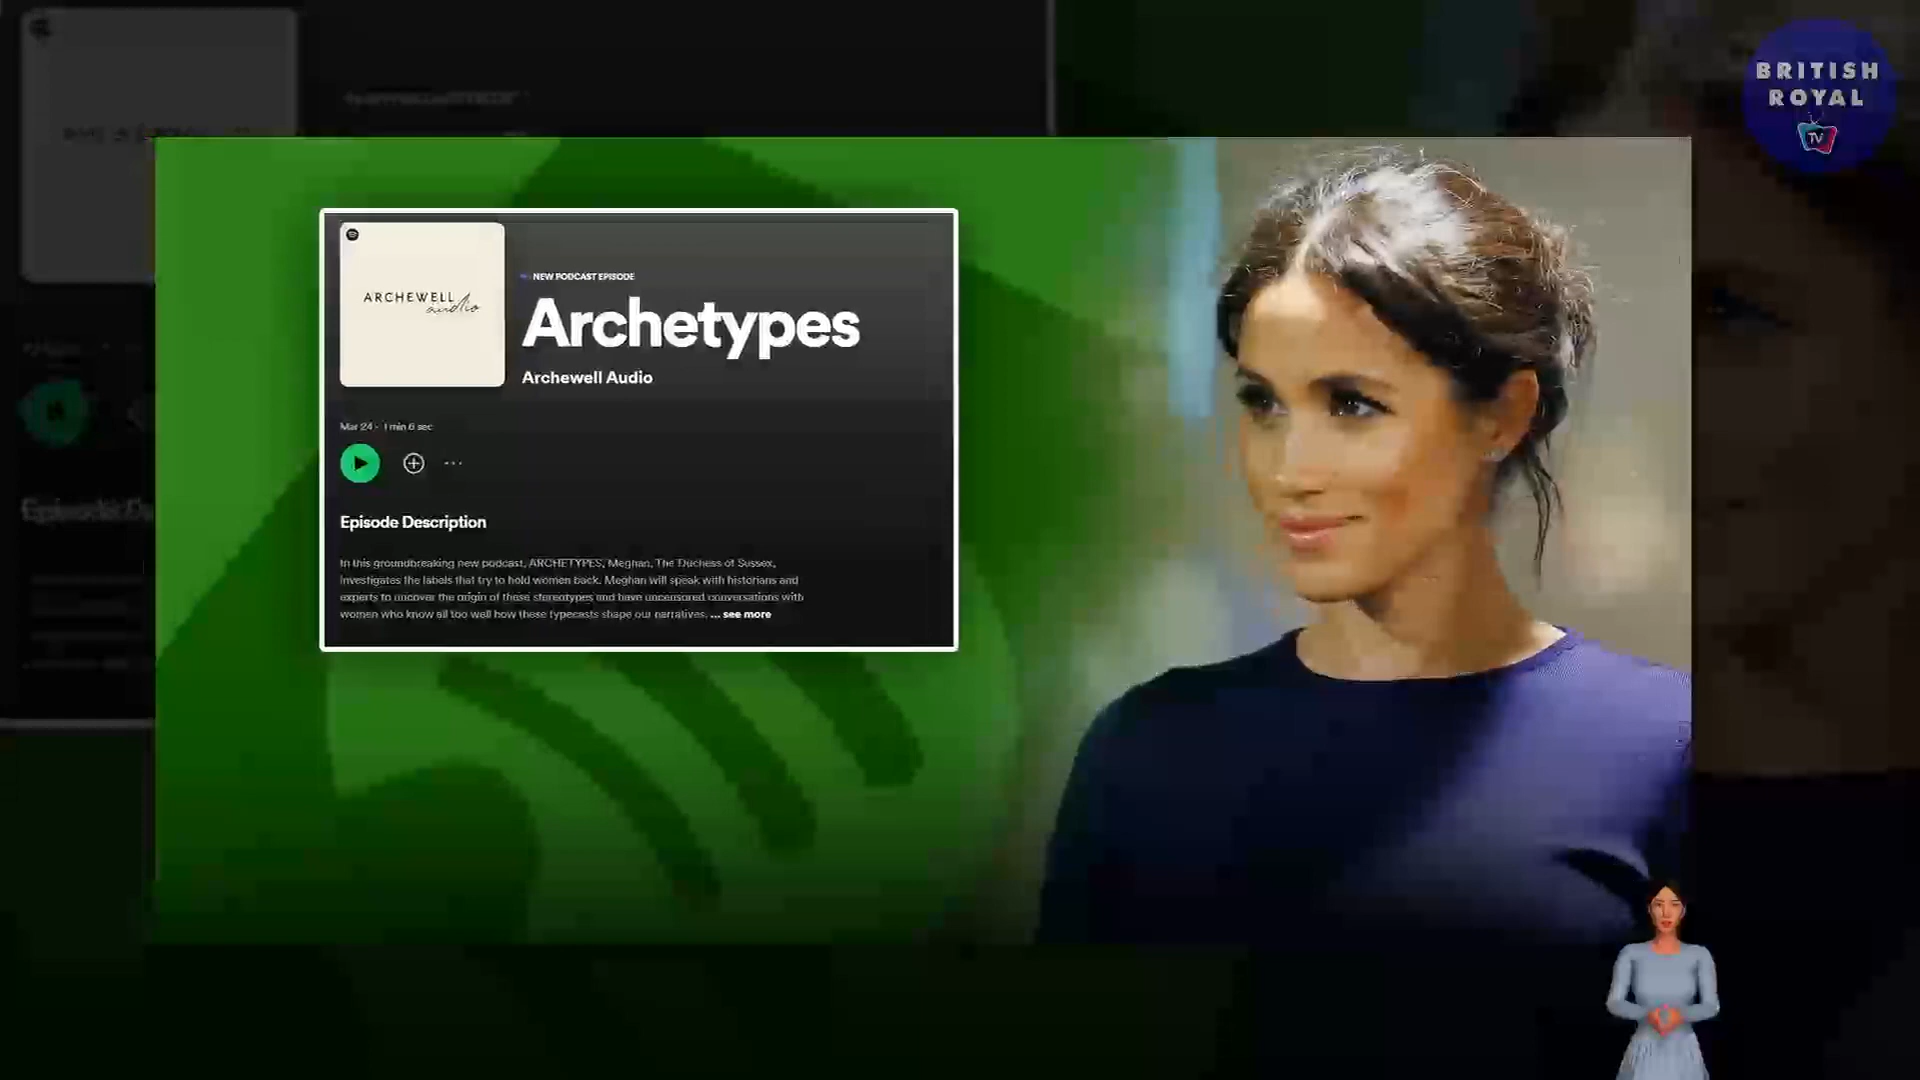 BRITISH
ROYAL
TV
ARCHEWELL
audio
NEW PODCAST EPISODE
Archetypes
Archewell Audio
Mar 24 · 1 min 6 sec
Episode Description
In this groundbreaking new podcast, ARCHETYPES, Meghan, The Duchess of Sussex,
investigates the labels that try to hold women back. Meghan will speak with historians and
experts to uncover the origin of these stereotypes and have uncensored conversations with
women who know all too well how these typecasts shape our narratives. ... see more